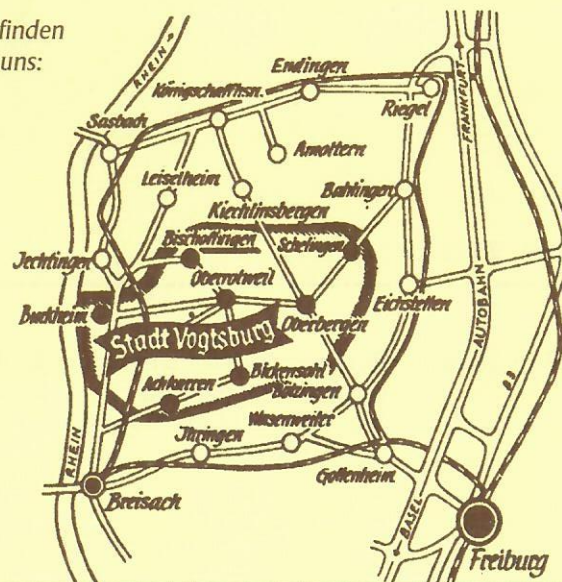 finden
uns:
RHEIN
Königschaffhsn.
Endingen
Riegel
FRANKFURT
Sasbach
Amoltern
Leiselheim
Kiechlinsbergen
Bahlingen
Bischoffingen
Schelingen
Jechtingen
Oberrotweil
Burkheim
Oberbergen
Eichstetten
AUTOBAHN
Stadt Vogtsburg
Bickensohl
Achkarren
Bötzingen
B 3
Wasenweiler
Ihringen
RHEIN
Gottenheim
Breisach
BASEL
Freiburg